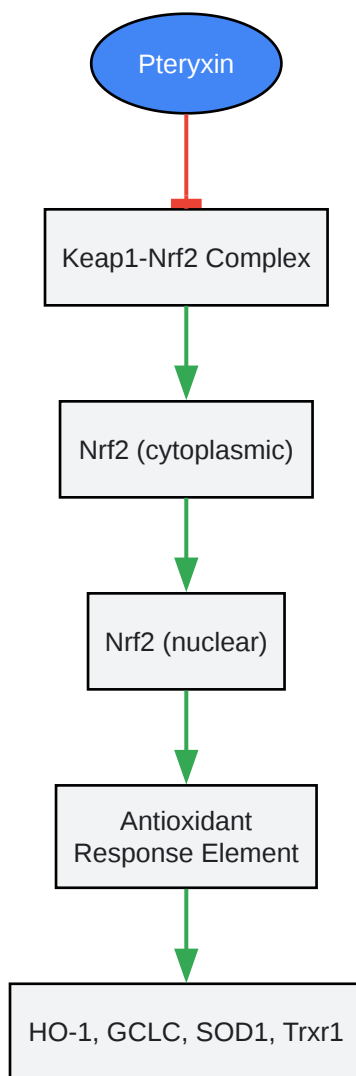 Pteryxin
Keap1-Nrf2 Complex
Nrf2 (cytoplasmic)
Nrf2 (nuclear)
Antioxidant
Response Element
HO-1, GCLC, SOD1, Trxr1